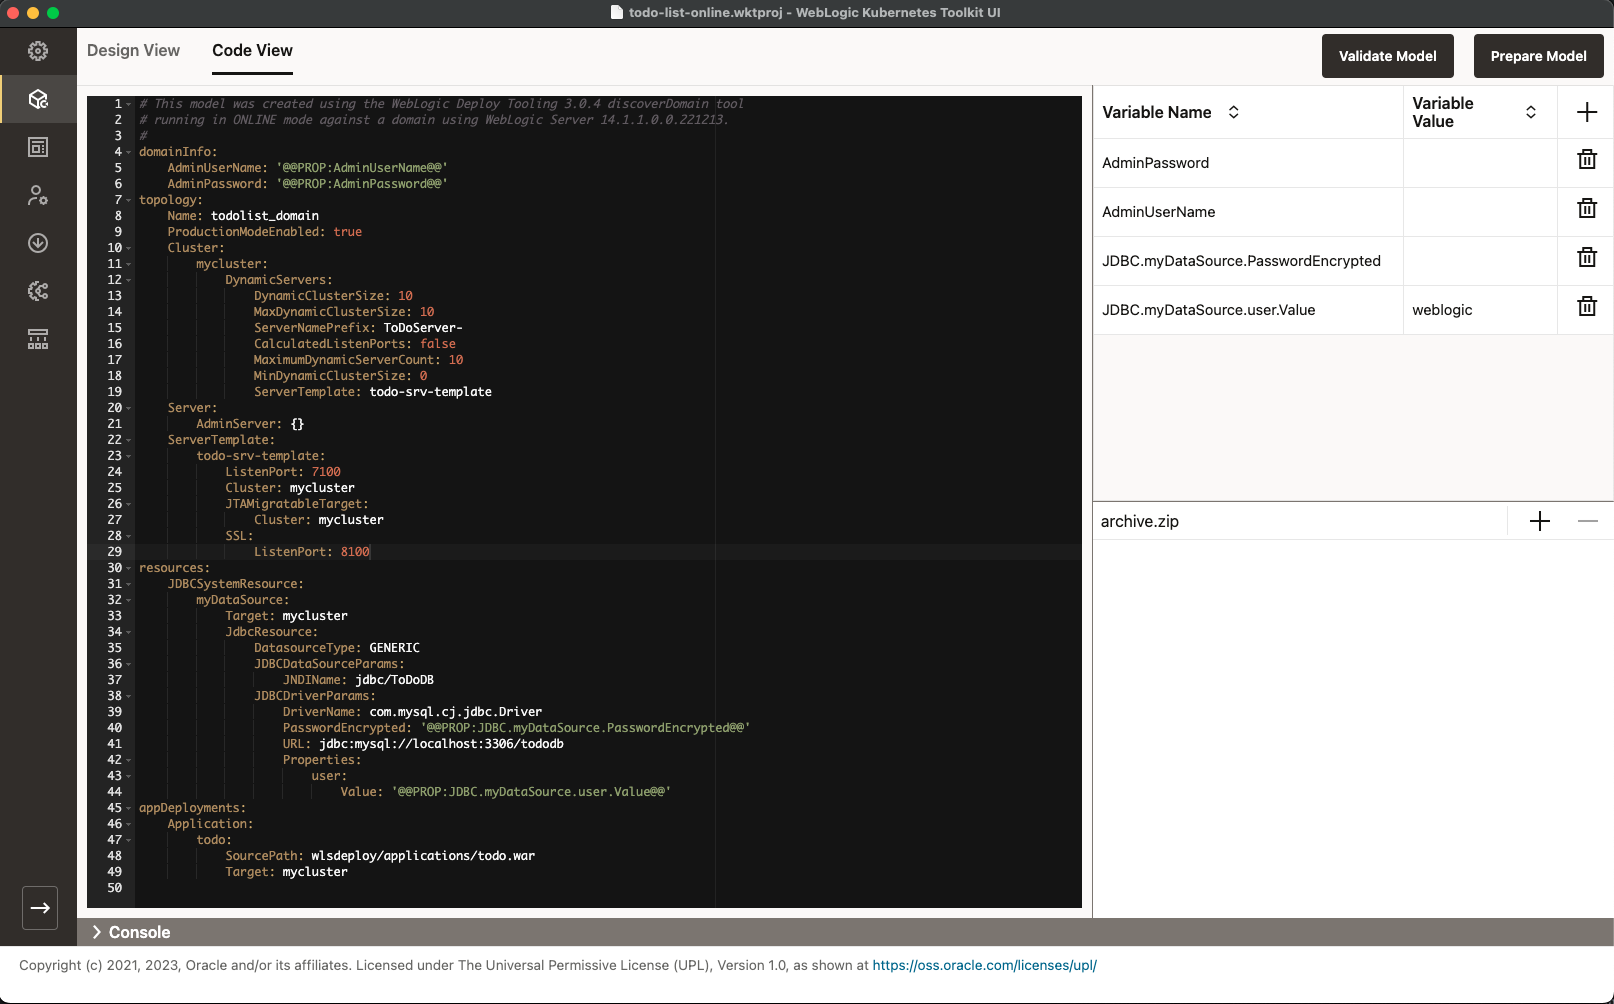 todo-list-online.wktproj - WebLogic Kubernetes Toolkit UI
Design View
Code View
Validate Model
Prepare Model
1 # This model was created using the WebLogic Deploy Tooling 3.0.4 discoverDomain tool
2 # running in ONLINE mode against a domain using WebLogic Server 14.1.1.0.0.221213.
3 #
4 domainInfo:
5     AdminUserName: '@@PROP:AdminUserName@@'
6     AdminPassword: '@@PROP:AdminPassword@@'
7 topology:
8     Name: todolist_domain
9     ProductionModeEnabled: true
10     Cluster:
11         mycluster:
12             DynamicServers:
13                 DynamicClusterSize: 10
14                 MaxDynamicClusterSize: 10
15                 ServerNamePrefix: ToDoServer-
16                 CalculatedListenPorts: false
17                 MaximumDynamicServerCount: 10
18                 MinDynamicClusterSize: 0
19                 ServerTemplate: todo-srv-template
20     Server:
21         AdminServer: {}
22     ServerTemplate:
23         todo-srv-template:
24             ListenPort: 7100
25             Cluster: mycluster
26             JTAMigratableTarget:
27                 Cluster: mycluster
28             SSL:
29                 ListenPort: 8100
30 resources:
31     JDBCSystemResource:
32         myDataSource:
33             Target: mycluster
34             JdbcResource:
35                 DatasourceType: GENERIC
36                 JDBCDataSourceParams:
37                     JNDIName: jdbc/ToDoDB
38                 JDBCDriverParams:
39                     DriverName: com.mysql.cj.jdbc.Driver
40                     PasswordEncrypted: '@@PROP:JDBC.myDataSource.PasswordEncrypted@@'
41                     URL: jdbc:mysql://localhost:3306/tododb
42                     Properties:
43                         user:
44                             Value: '@@PROP:JDBC.myDataSource.user.Value@@'
45 appDeployments:
46     Application:
47         todo:
48             SourcePath: wlsdeploy/applications/todo.war
49             Target: mycluster
50
Variable Name
Variable
Value
AdminPassword
AdminUserName
JDBC.myDataSource.PasswordEncrypted
JDBC.myDataSource.user.Value weblogic
archive.zip
Console
Copyright (c) 2021, 2023, Oracle and/or its affiliates. Licensed under The Universal Permissive License (UPL), Version 1.0, as shown at https://oss.oracle.com/licenses/upl/